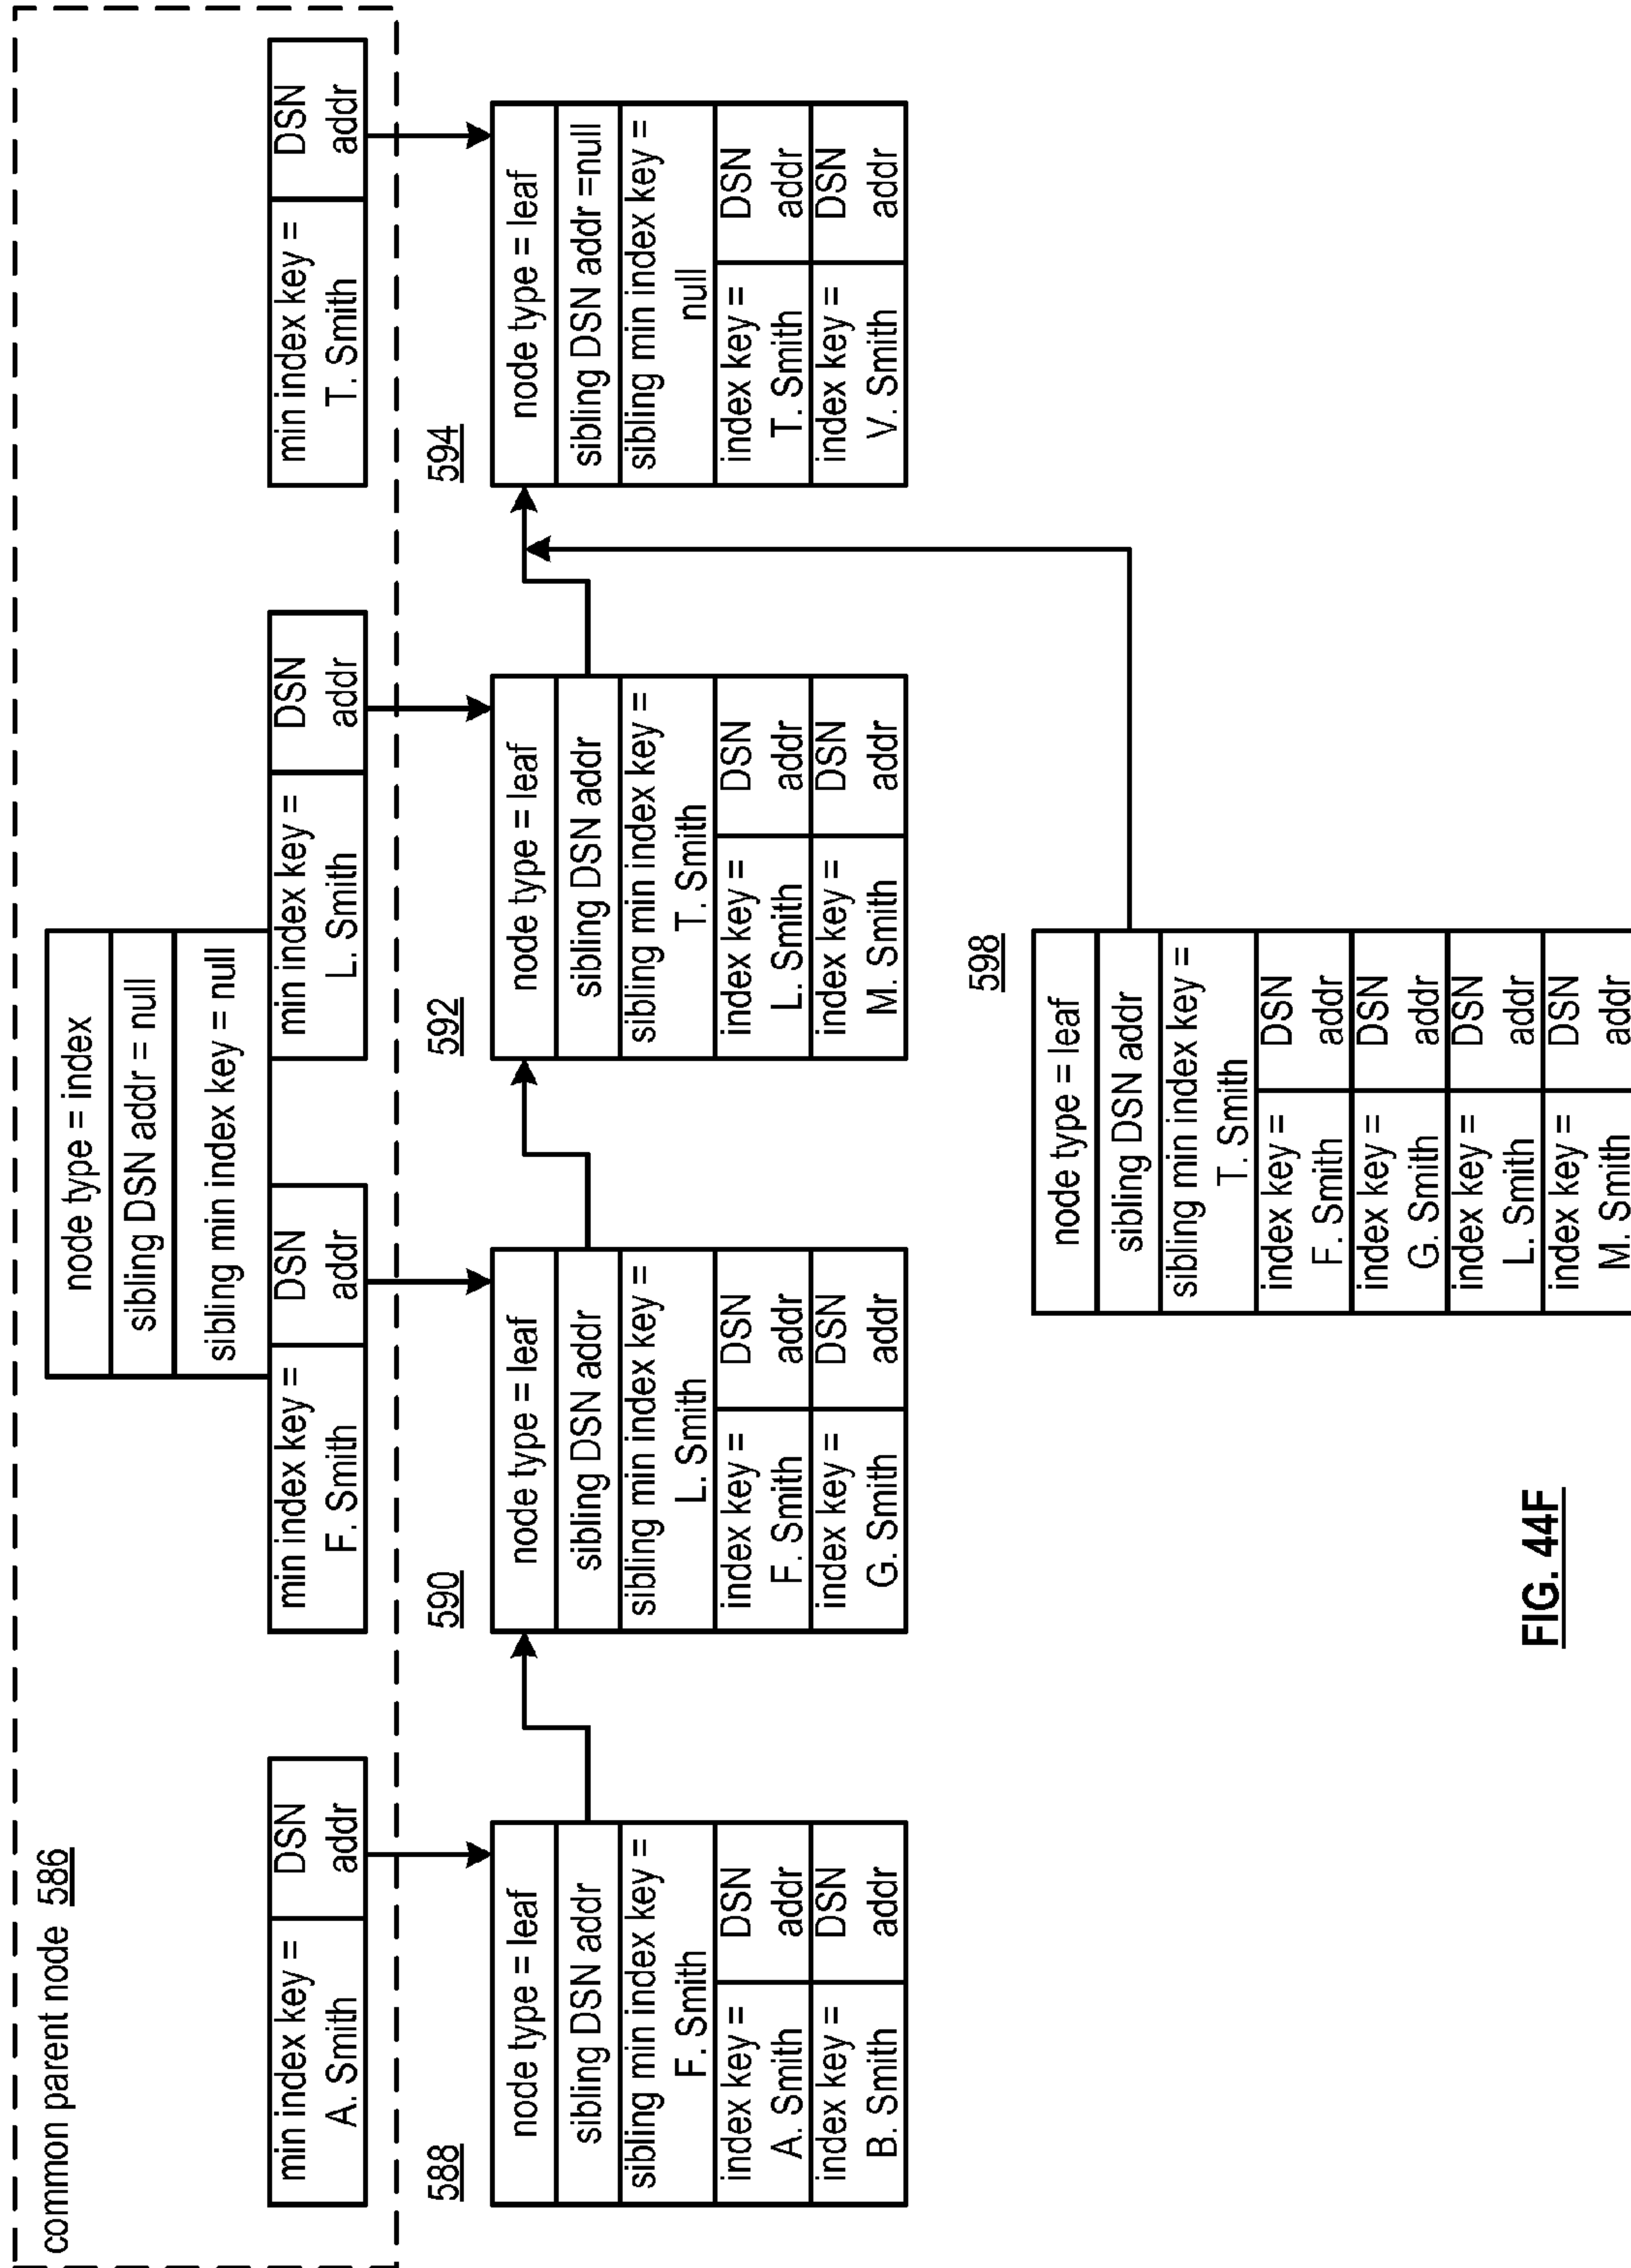 common parent node 586
node type = index
sibling DSN addr = null
sibling min index key = null
min index key =
A. Smith
DSN
addr
min index key =
F. Smith
DSN
addr
min index key =
L. Smith
DSN
addr
min index key =
T. Smith
DSN
addr
588
node type = leaf
sibling DSN addr
sibling min index key =
F. Smith
index key =
A. Smith
DSN
addr
index key =
B. Smith
DSN
addr
590
node type = leaf
sibling DSN addr
sibling min index key =
L. Smith
index key =
F. Smith
DSN
addr
index key =
G. Smith
DSN
addr
592
node type = leaf
sibling DSN addr
sibling min index key =
T. Smith
index key =
L. Smith
DSN
addr
index key =
M. Smith
DSN
addr
594
node type = leaf
sibling DSN addr =null
sibling min index key =
null
index key =
T. Smith
DSN
addr
index key =
V. Smith
DSN
addr
598
node type = leaf
sibling DSN addr
sibling min index key =
T. Smith
index key =
F. Smith
DSN
addr
index key =
G. Smith
DSN
addr
index key =
L. Smith
DSN
addr
index key =
M. Smith
DSN
addr
FIG. 44F